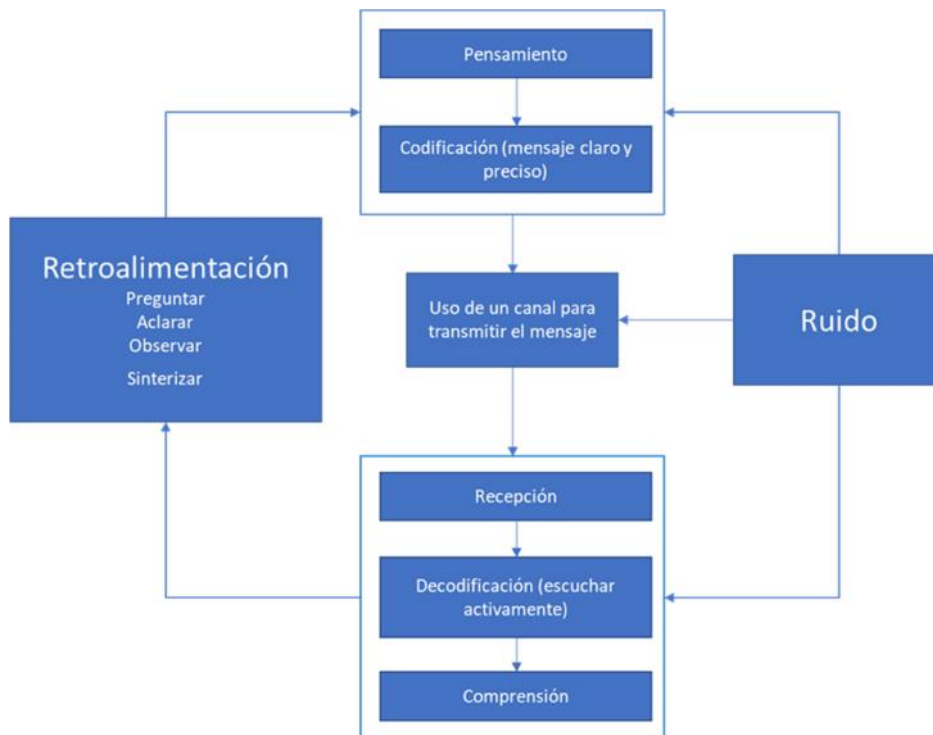 Pensamiento
Codificación (mensaje claro y
preciso)
Retroalimentación
Preguntar
Aclarar
Observar
Sinterizar
Uso de un canal para
transmitir el mensaje
Ruido
Recepción
Decodificación (escuchar
activamente)
Comprensión